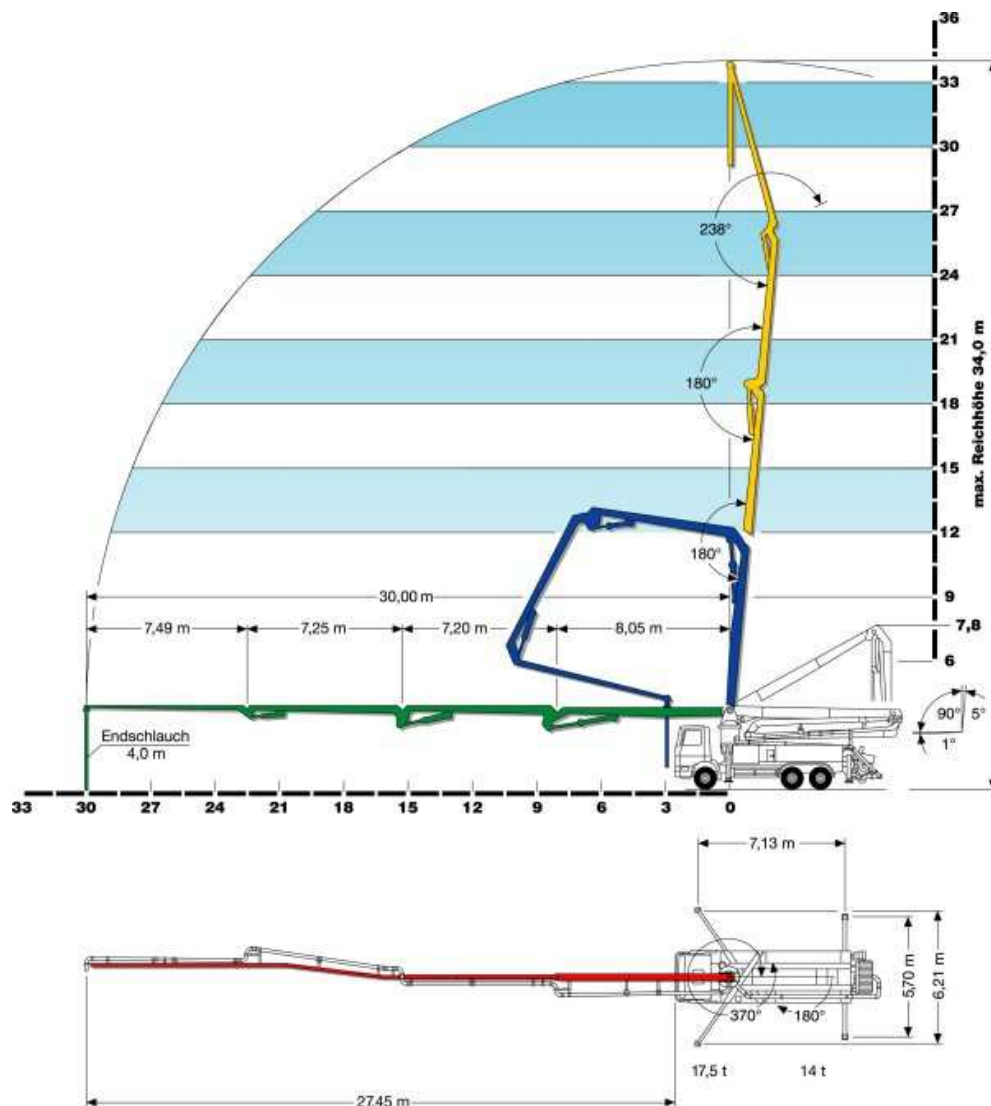 36
33
30
27
238°
24
21
180°
18
max. Reichhöhe 34,0 m
15
12
180°
30,00 m
9
7,49 m
7,25 m
7,20 m
8,05 m
7,8
6
90°
5°
1°
Endschlauch
4,0 m
33
30
27
24
21
18
15
12
9
6
3
0
7,13 m
5,70 m
6,21 m
370°
180°
17,5 t
14 t
27,45 m